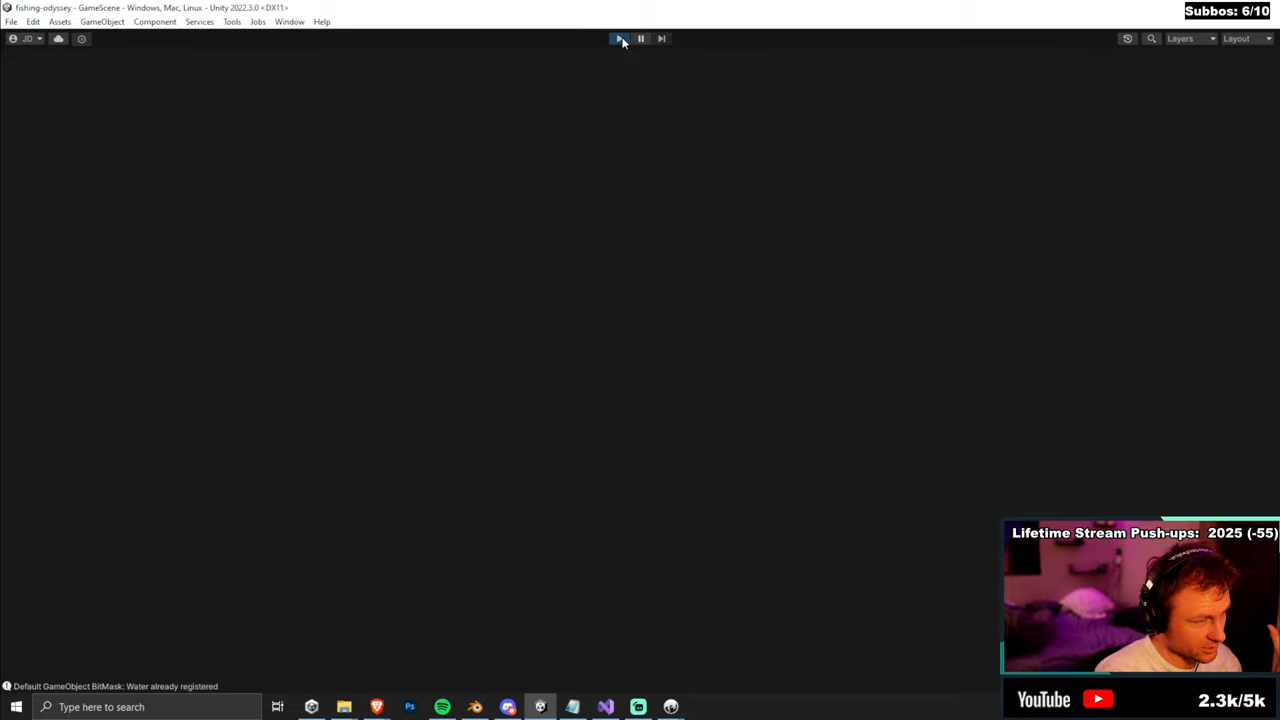 fishing-odyssey - GameScene - Windows, Mac, Linux - Unity 2022.3.0 <DX11>
Subbos: 6/10
File Edit Assets GameObject Component Services Tools Jobs Window Help
JD
Layers
Layout
Lifetime Stream Push-ups: 2025 (-55)
Default GameObject BitMask: Water already registered
Type here to search
Ps
YouTube 2.3k/5k